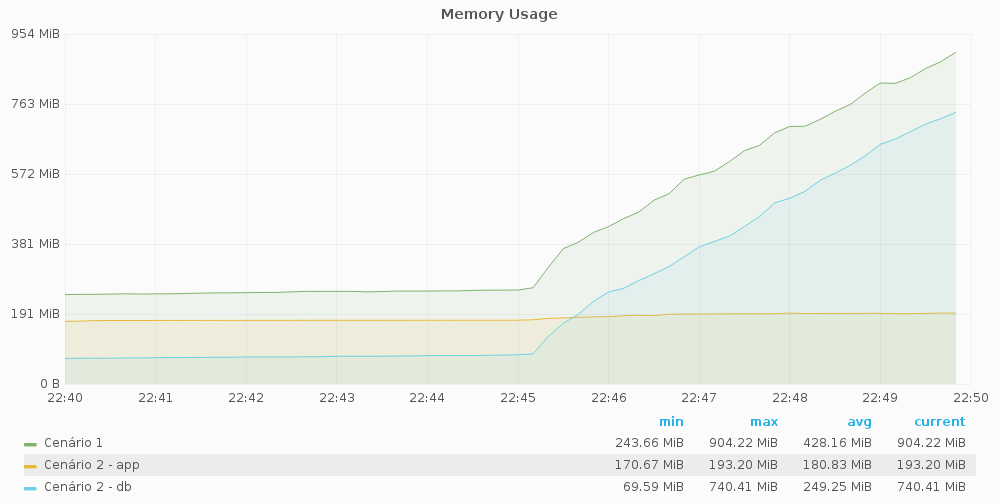 Memory Usage
954 MiB
763 MiB
572 MiB
381 MiB
191 MiB
0 B
22:40 22:41 22:42 22:43 22:44 22:45 22:46 22:47 22:48 22:49 22:50
min max avg current
Cenário 1 243.66 MiB 904.22 MiB 428.16 MiB 904.22 MiB
Cenário 2 - app 170.67 MiB 193.20 MiB 180.83 MiB 193.20 MiB
Cenário 2 - db 69.59 MiB 740.41 MiB 249.25 MiB 740.41 MiB